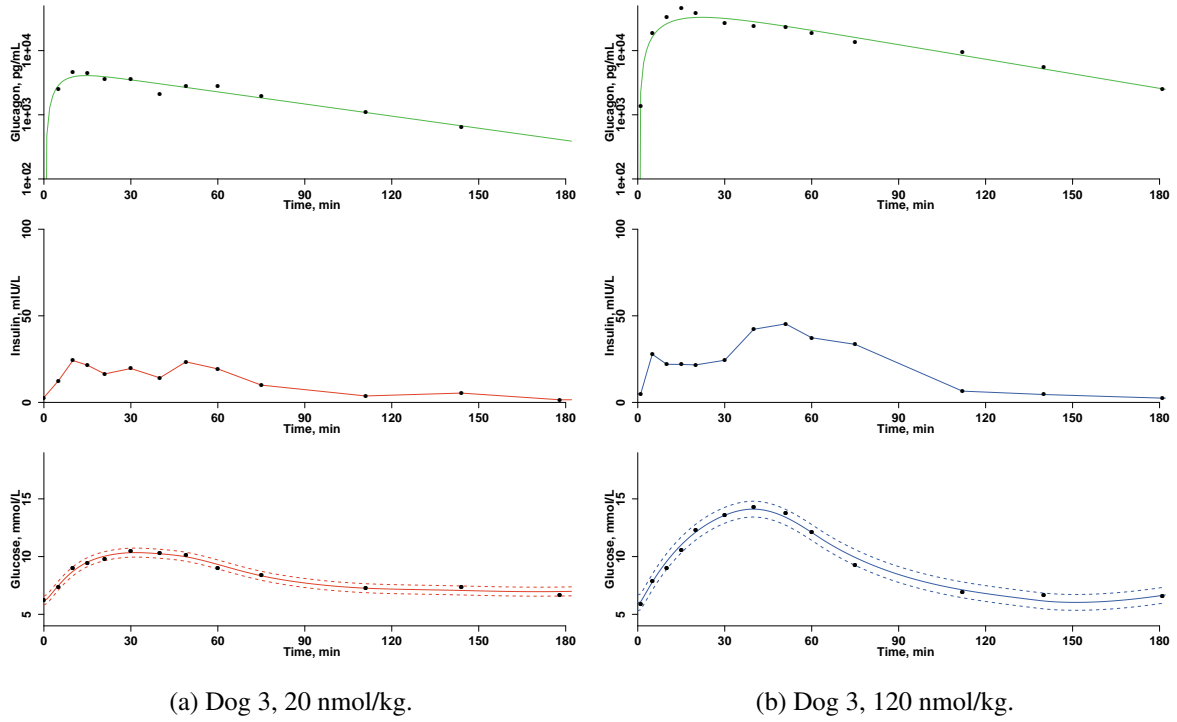 Glucagon, pg/mL
1e+04
1e+03
1e+02
0 30 60 90 120 150 180
Time, min
Glucagon, pg/mL
1e+04
1e+03
1e+02
0 30 60 90 120 150 180
Time, min
Insulin, mIU/L
100
50
0
0 30 60 90 120 150 180
Time, min
Insulin, mIU/L
100
50
0
0 30 60 90 120 150 180
Time, min
Glucose, mmol/L
15
10
5
0 30 60 90 120 150 180
Time, min
Glucose, mmol/L
15
10
5
0 30 60 90 120 150 180
Time, min
(a) Dog 3, 20 nmol/kg.
(b) Dog 3, 120 nmol/kg.